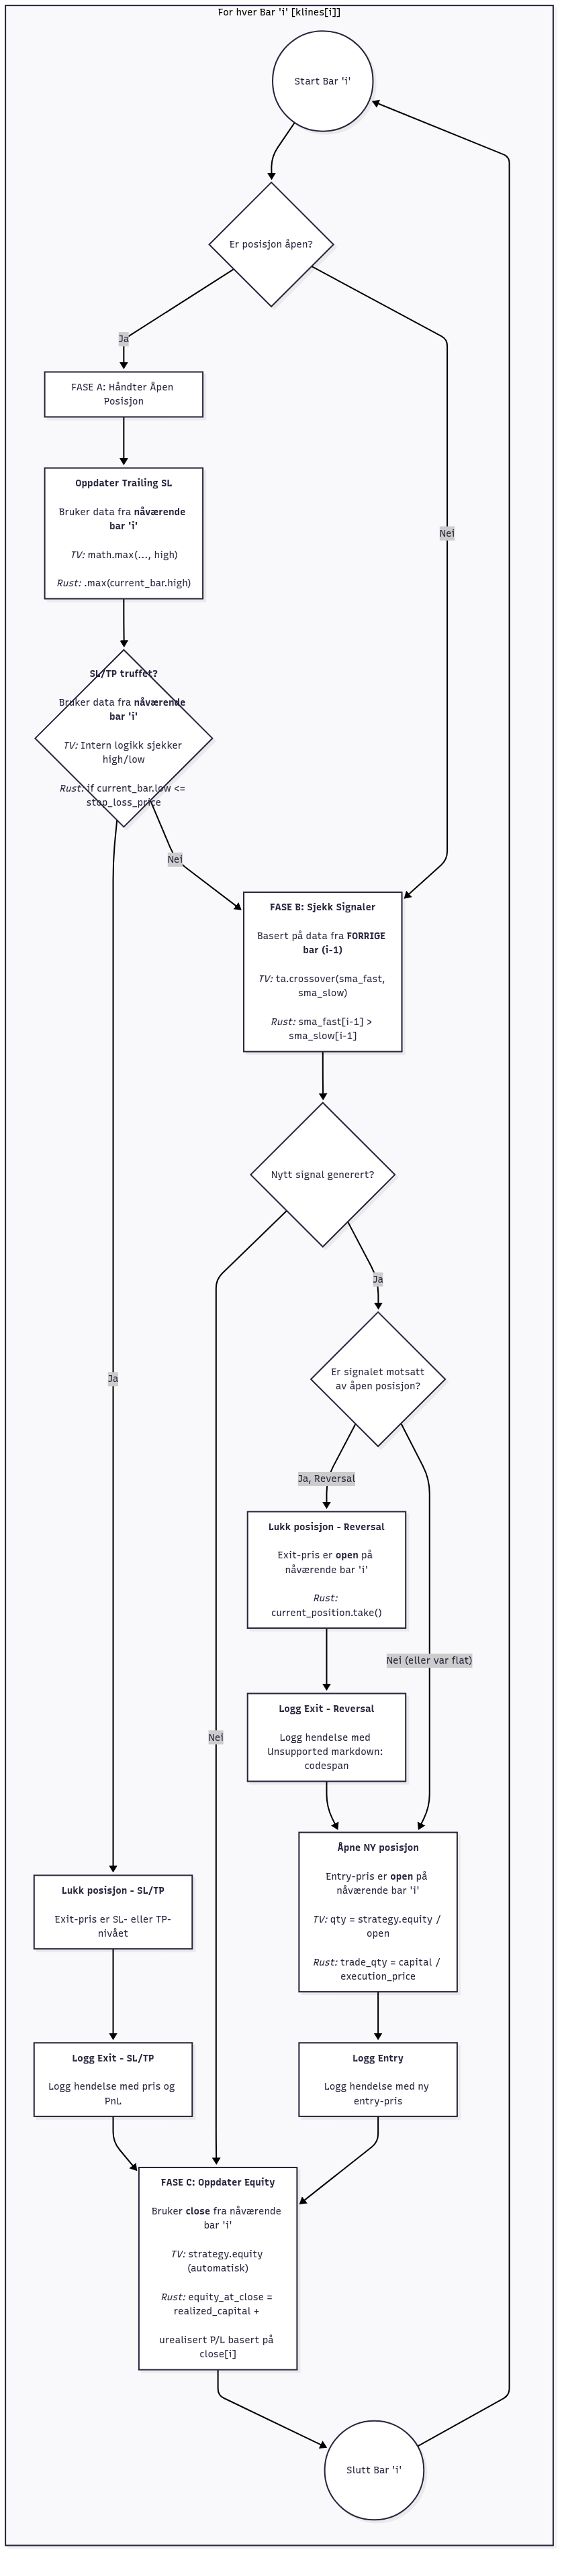 For hver Bar 'i' [klines[i]]
Start Bar 'i'
Er posisjon åpen?
Ja
FASE A: Håndter Åpen
Posisjon
Oppdater Trailing SL
Bruker data fra nåværende
bar 'i'
TV: math.max(..., high)
Nei
Rust: .max(current_bar.high)
SL/TP truffet?
Bruker data fra nåværende
bar 'i'
TV: Intern logikk sjekker
high/low
Rust: if current_bar.low <=
stop_loss_price
Nei
FASE B: Sjekk Signaler
Basert på data fra FORRIGE
bar (i-1)
TV: ta.crossover(sma_fast,
sma_slow)
Rust: sma_fast[i-1] >
sma_slow[i-1]
Nytt signal generert?
Ja
Er signalet motsatt
av åpen posisjon?
Ja
Ja, Reversal
Lukk posisjon - Reversal
Exit-pris er open på
nåværende bar 'i'
Rust:
current_position.take()
Nei (eller var flat)
Logg Exit - Reversal
Logg hendelse med
Unsupported markdown:
codespan
Nei
Åpne NY posisjon
Entry-pris er open på
nåværende bar 'i'
TV: qty = strategy.equity /
open
Rust: trade_qty = capital /
execution_price
Lukk posisjon - SL/TP
Exit-pris er SL- eller TP-
nivået
Logg Exit - SL/TP
Logg hendelse med pris og
PnL
Logg Entry
Logg hendelse med ny
entry-pris
FASE C: Oppdater Equity
Bruker close fra nåværende
bar 'i'
TV: strategy.equity
(automatisk)
Rust: equity_at_close =
realized_capital +
urealisert P/L basert på
close[i]
Slutt Bar 'i'